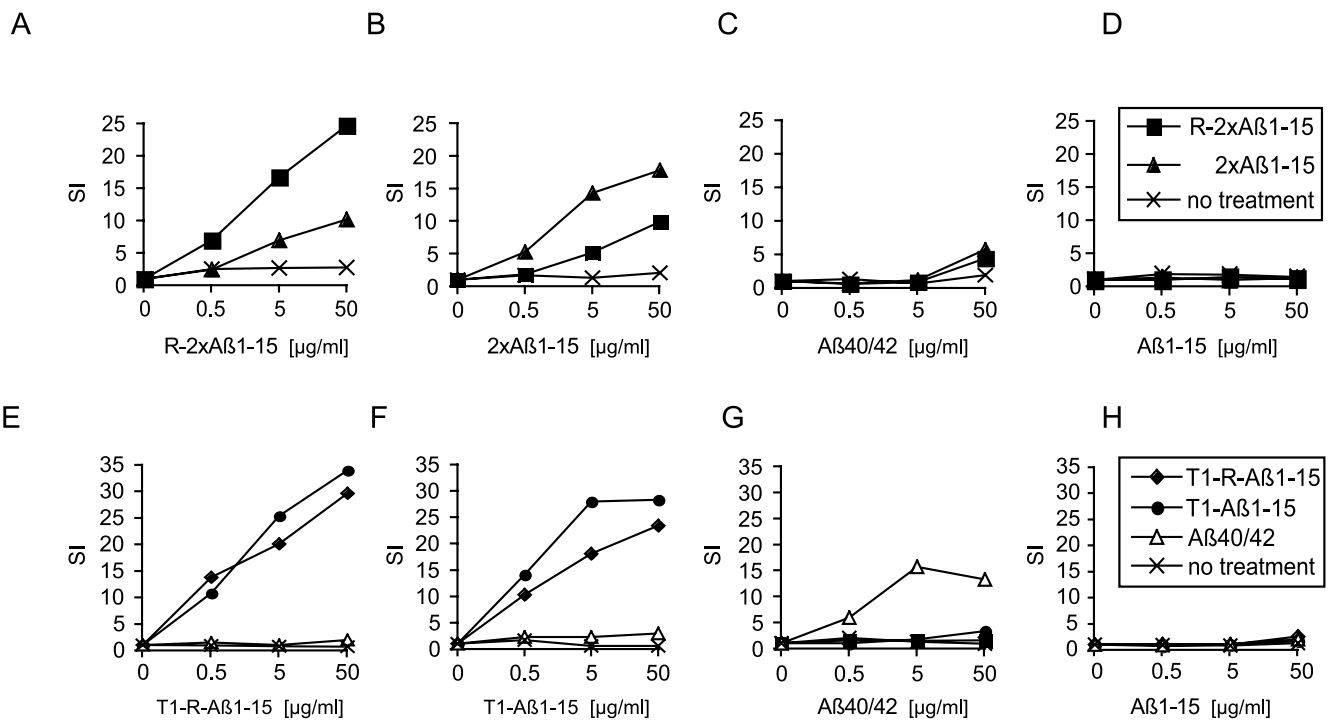 A B C D
25
20
15
10
5
0
SI
0 0.5 5 50
R-2xAß1-15 [µg/ml]
25
20
15
10
5
0
SI
0 0.5 5 50
2xAß1-15 [µg/ml]
25
20
15
10
5
0
SI
0 0.5 5 50
Aß40/42 [µg/ml]
25
20
15
10
5
0
SI
0 0.5 5 50
Aß1-15 [µg/ml]
R-2xAß1-15
2xAß1-15
no treatment
E F G H
35
30
25
20
15
10
5
0
SI
0 0.5 5 50
T1-R-Aß1-15 [µg/ml]
35
30
25
20
15
10
5
0
SI
0 0.5 5 50
T1-Aß1-15 [µg/ml]
35
30
25
20
15
10
5
0
SI
0 0.5 5 50
Aß40/42 [µg/ml]
35
30
25
20
15
10
5
0
SI
0 0.5 5 50
Aß1-15 [µg/ml]
T1-R-Aß1-15
T1-Aß1-15
Aß40/42
no treatment